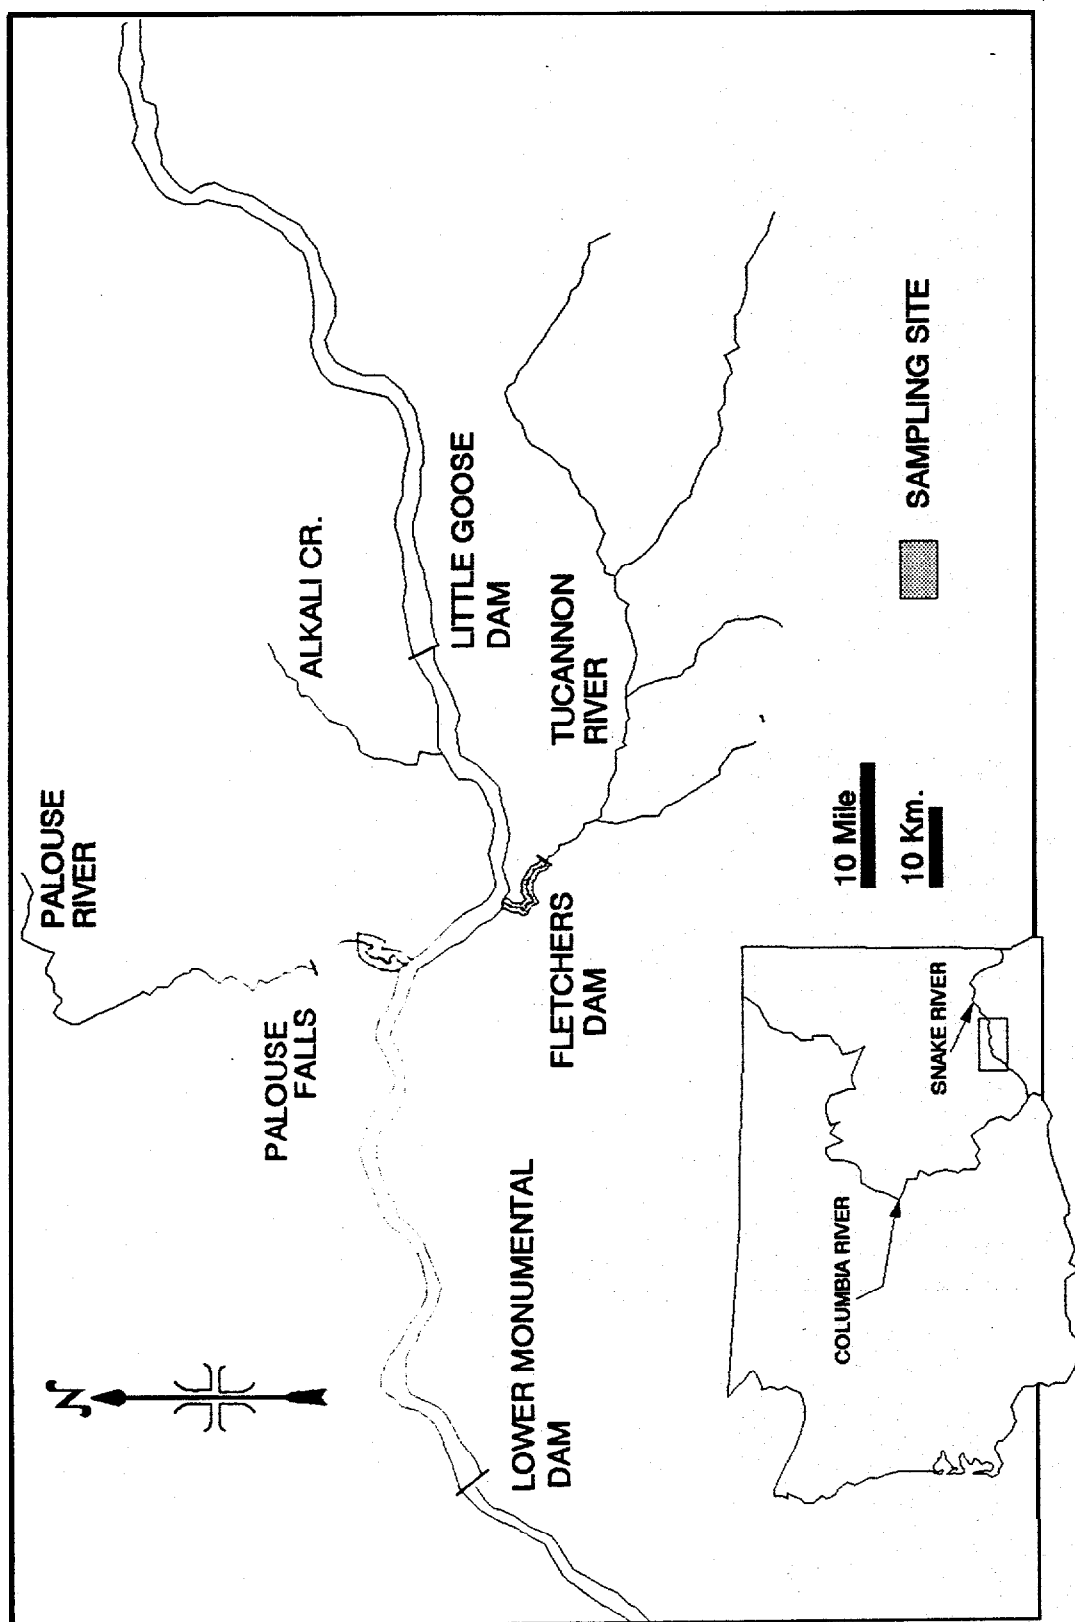 N
PALOUSE
RIVER
PALOUSE
FALLS
ALKALI CR.
LITTLE GOOSE
DAM
LOWER MONUMENTAL
DAM
FLETCHERS
DAM
TUCANNON
RIVER
COLUMBIA RIVER
SNAKE RIVER
10 Mile
10 Km.
SAMPLING SITE